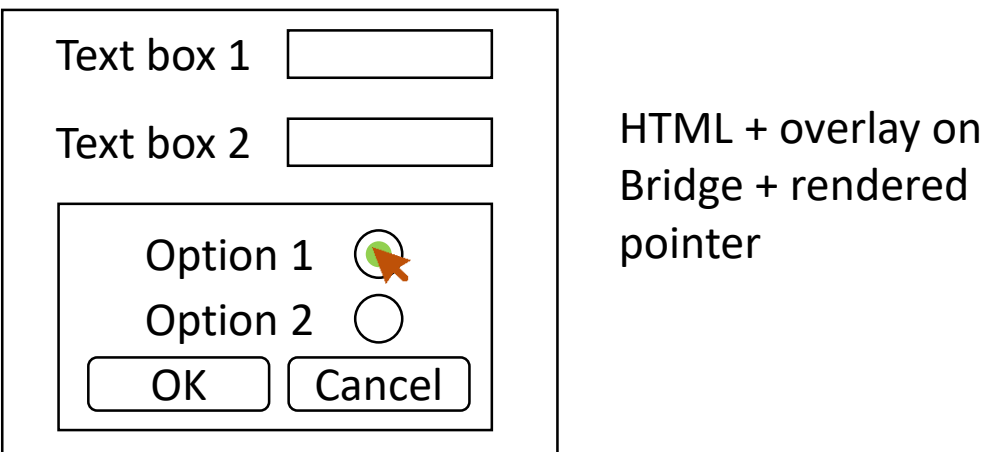 Text box 1
Text box 2
Option 1
Option 2
OK
Cancel
HTML + overlay on
Bridge + rendered
pointer